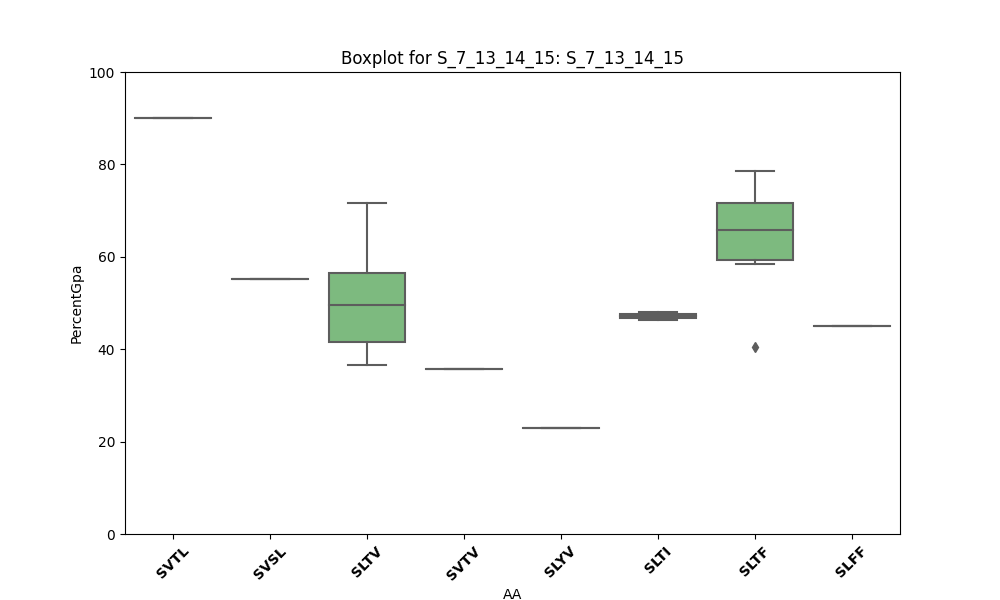 Boxplot for S_7_13_14_15: S_7_13_14_15
100
80
60
40
20
0
PercentGpa
SVTL SVSL SLTV SVTV SLYV SLTI SLTF SLFF
AA